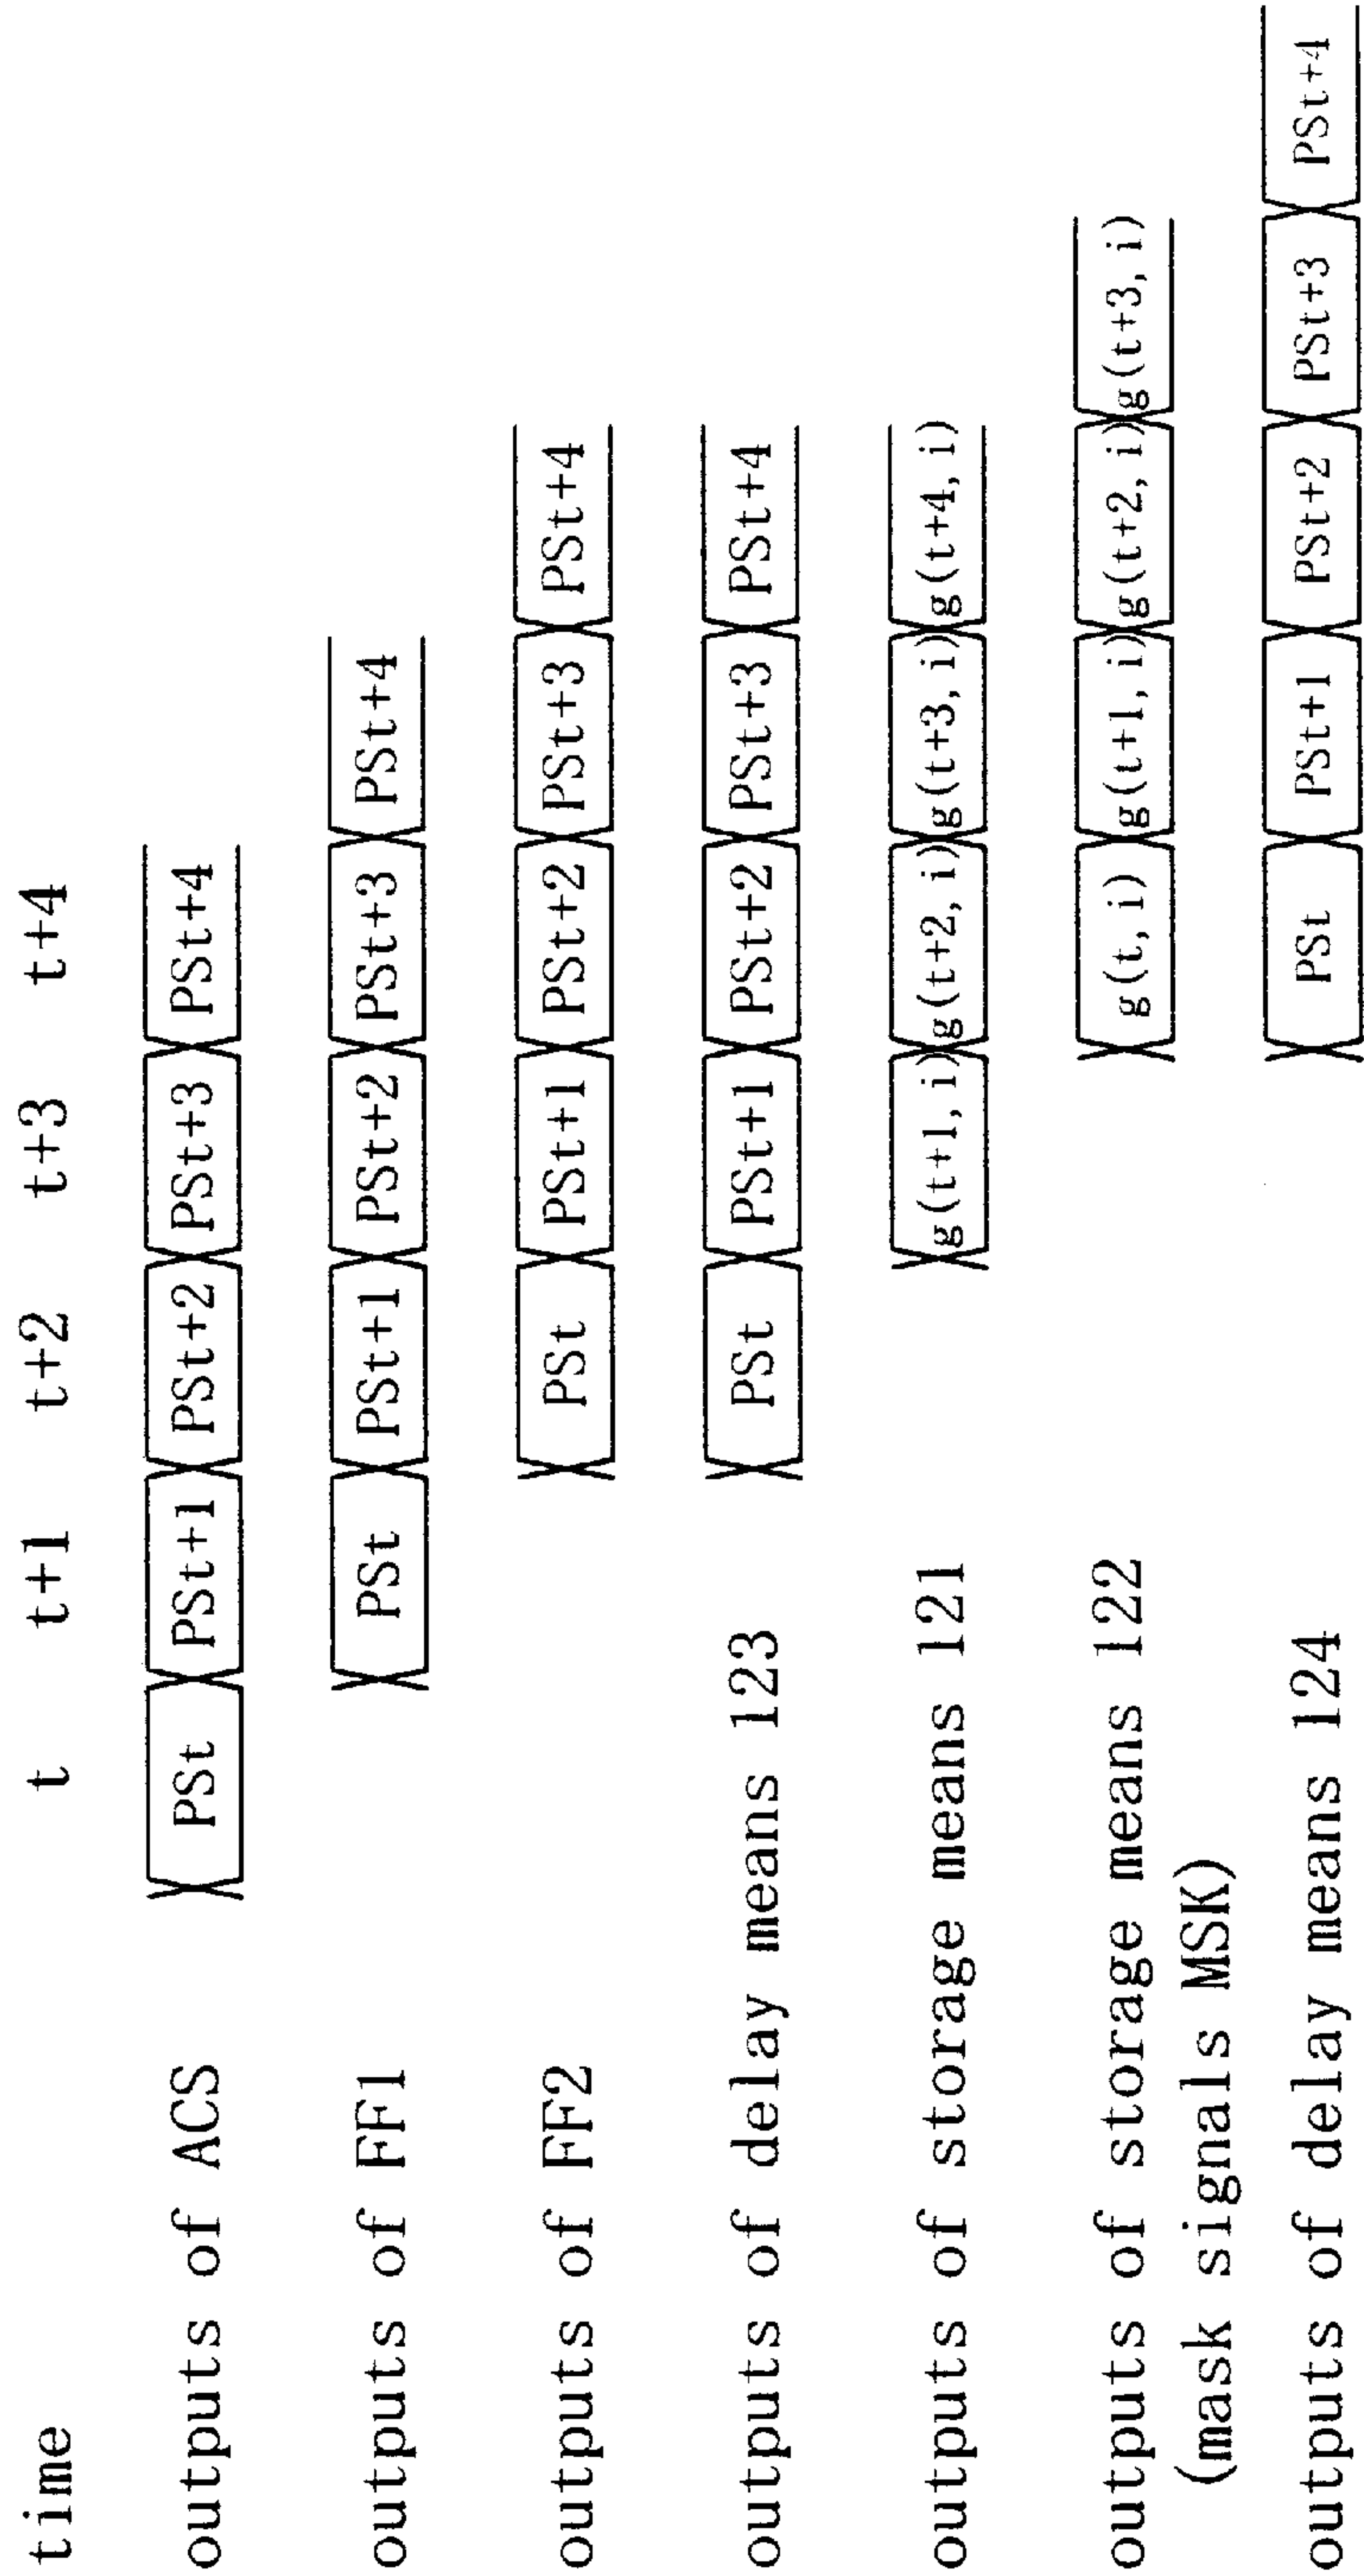 time t t+1 t+2 t+3 t+4
outputs of ACS PSt PSt+1 PSt+2 PSt+3 PSt+4
outputs of FF1 PSt PSt+1 PSt+2 PSt+3 PSt+4
outputs of FF2 PSt PSt+1 PSt+2 PSt+3 PSt+4
outputs of delay means 123 PSt PSt+1 PSt+2 PSt+3 PSt+4
outputs of storage means 121 g(t+1, i) g(t+2, i) g(t+3, i) g(t+4, i)
outputs of storage means 122 g(t, i) g(t+1, i) g(t+2, i) g(t+3, i)
(mask signals MSK)
outputs of delay means 124 PSt PSt+1 PSt+2 PSt+3 PSt+4